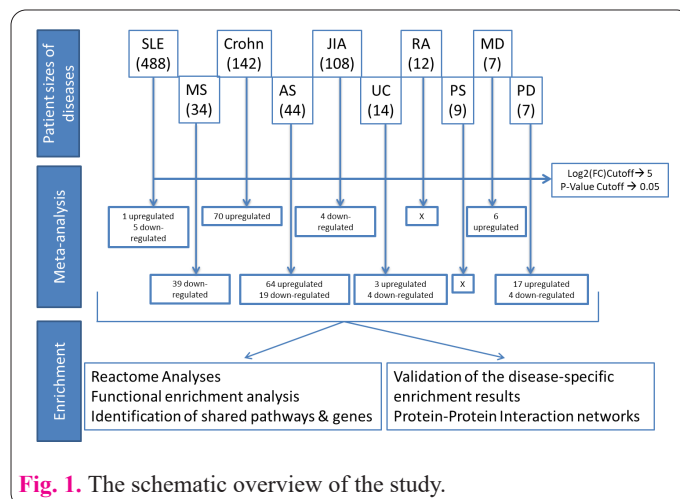 Patient sizes of
diseases
SLE
(488)
Crohn
(142)
JIA
(108)
RA
(12)
MD
(7)
MS
(34)
AS
(44)
UC
(14)
PS
(9)
PD
(7)
Meta-analysis
Log2(FC)Cutoff→ 5
P-Value Cutoff → 0.05
1 upregulated
5 down-
regulated
70 upregulated
4 down-
regulated
X
6
upregulated
39 down-
regulated
64 upregulated
19 down-regulated
3 upregulated
4 down-regulated
X
17 upregulated
4 down-regulated
Enrichment
Reactome Analyses
Functional enrichment analysis
Identification of shared pathways & genes
Validation of the disease-specific
enrichment results
Protein-Protein Interaction networks
Fig. 1. The schematic overview of the study.